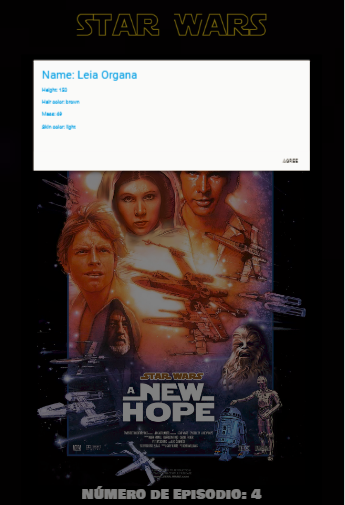 STAR WARS
Name: Leia Organa
Height: 150
Hair color: brown
Mass: 49
Skin color: light
AGREE
STAR WARS
A NEW
HOPE
NÚMERO DE EPISODIO: 4